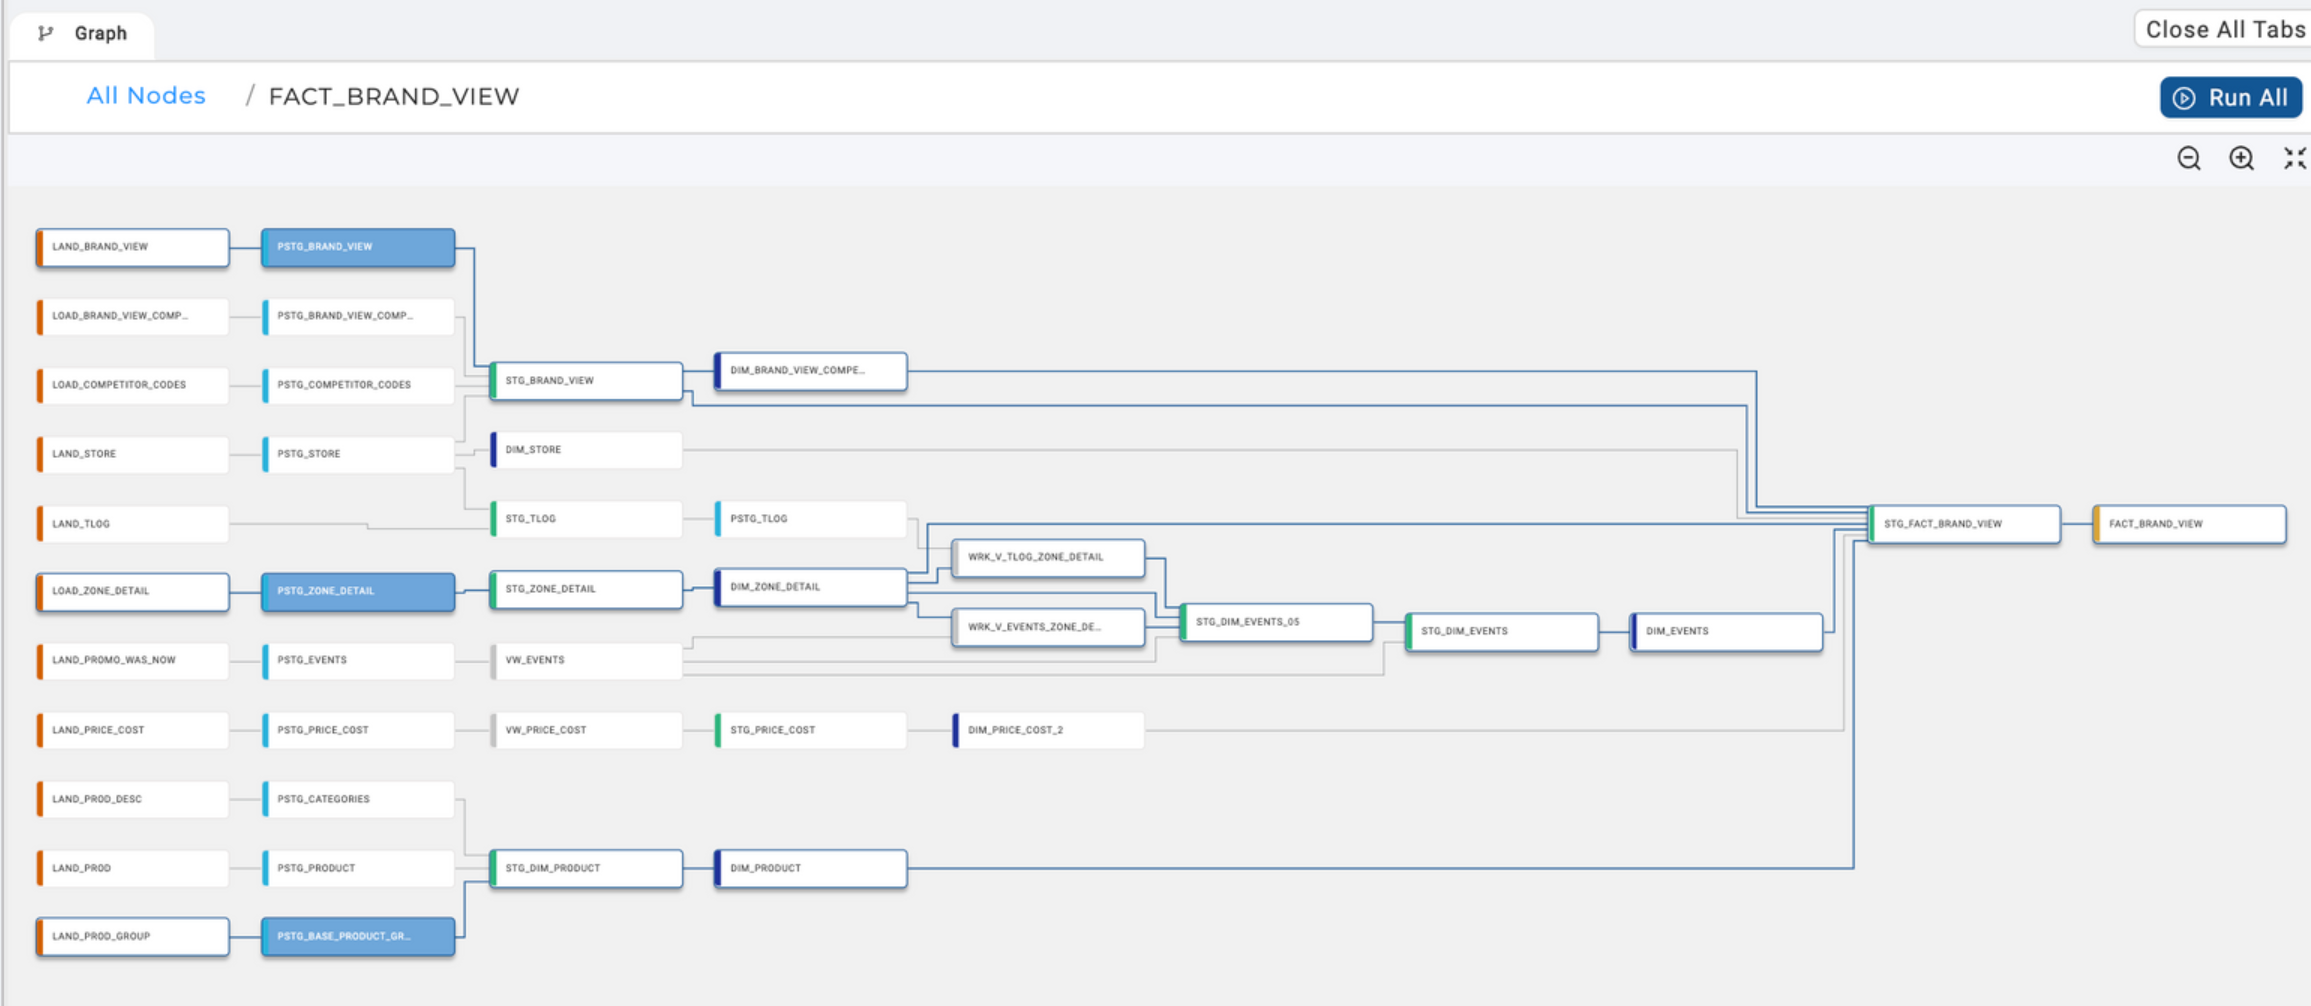 Graph
Close All Tabs
All Nodes / FACT_BRAND_VIEW
Run All
LAND_BRAND_VIEW
PSTG_BRAND_VIEW
LOAD_BRAND_VIEW_COMP...
PSTG_BRAND_VIEW_COMP...
LOAD_COMPETITOR_CODES
PSTG_COMPETITOR_CODES
STG_BRAND_VIEW
DIM_BRAND_VIEW_COMPE...
LAND_STORE
PSTG_STORE
DIM_STORE
LAND_TLOG
STG_TLOG
PSTG_TLOG
STG_FACT_BRAND_VIEW
FACT_BRAND_VIEW
WRK_V_TLOG_ZONE_DETAIL
LOAD_ZONE_DETAIL
PSTG_ZONE_DETAIL
STG_ZONE_DETAIL
DIM_ZONE_DETAIL
WRK_V_EVENTS_ZONE_DE...
STG_DIM_EVENTS_05
STG_DIM_EVENTS
DIM_EVENTS
LAND_PROMO_WAS_NOW
PSTG_EVENTS
VW_EVENTS
LAND_PRICE_COST
PSTG_PRICE_COST
VW_PRICE_COST
STG_PRICE_COST
DIM_PRICE_COST_2
LAND_PROD_DESC
PSTG_CATEGORIES
LAND_PROD
PSTG_PRODUCT
STG_DIM_PRODUCT
DIM_PRODUCT
LAND_PROD_GROUP
PSTG_BASE_PRODUCT_GR...